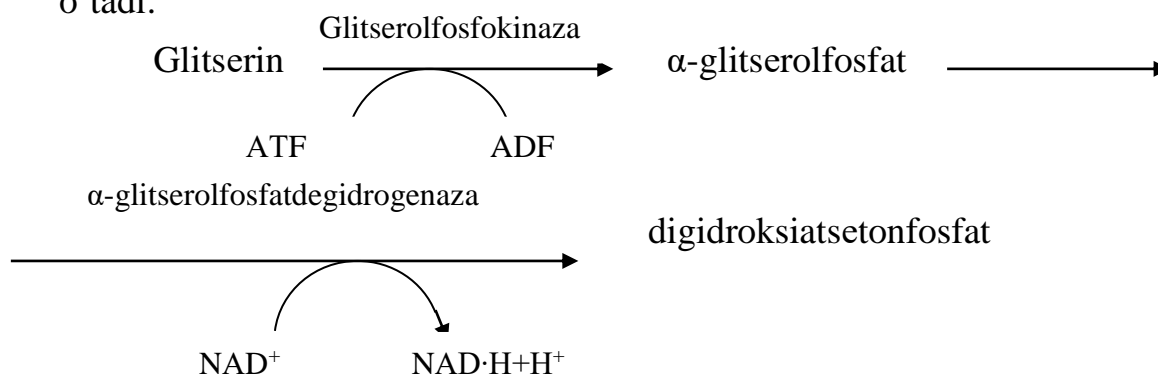 o'tadi.
Glitserolfosfokinaza
Glitserin α-glitserolfosfat
ATF ADF
α-glitserolfosfatdegidrogenaza
digidroksiatsetonfosfat
NAD⁺ NAD·H+H⁺